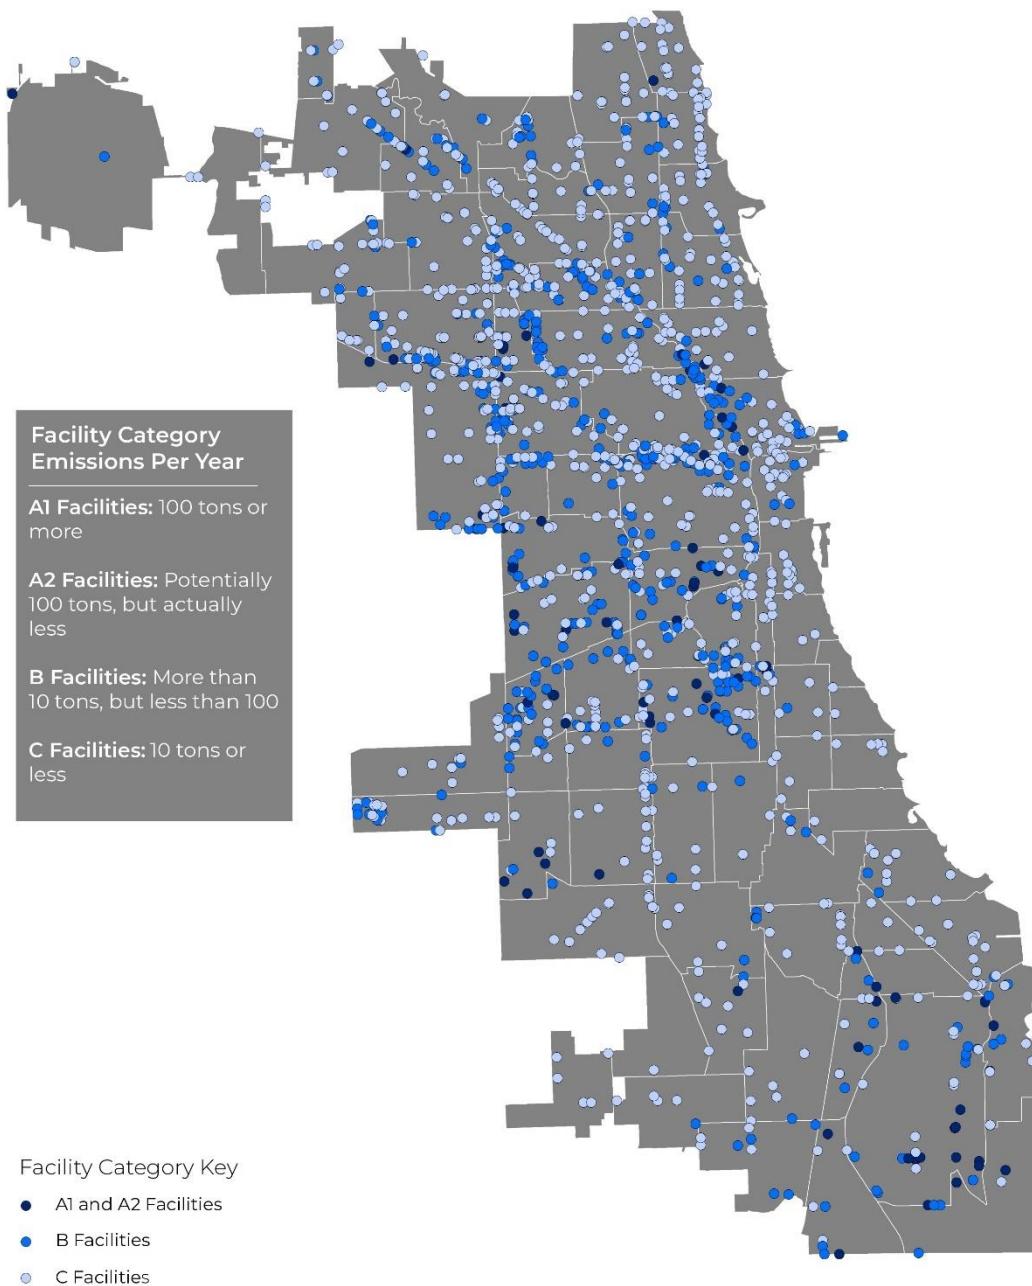 Facility Category
Emissions Per Year
A1 Facilities: 100 tons or
more
A2 Facilities: Potentially
100 tons, but actually
less
B Facilities: More than
10 tons, but less than 100
C Facilities: 10 tons or
less
Facility Category Key
A1 and A2 Facilities
B Facilities
C Facilities